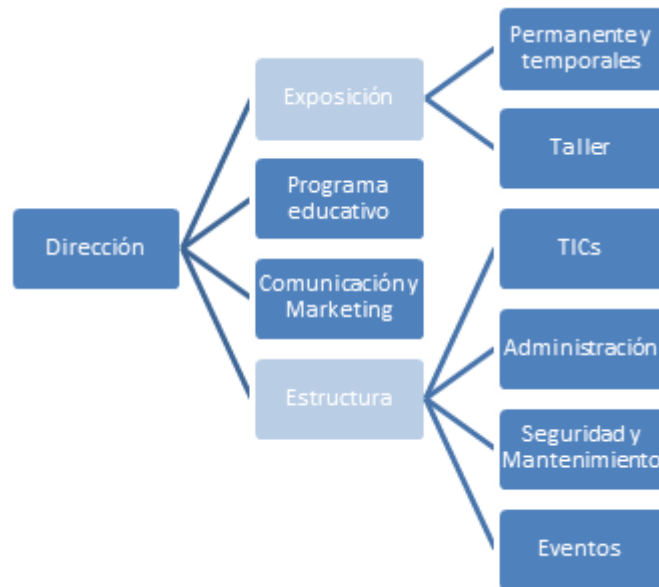 Dirección
Exposición
Programa
educativo
Comunicación y
Marketing
Estructura
Permanente y
temporales
Taller
TICs
Administración
Seguridad y
Mantenimiento
Eventos